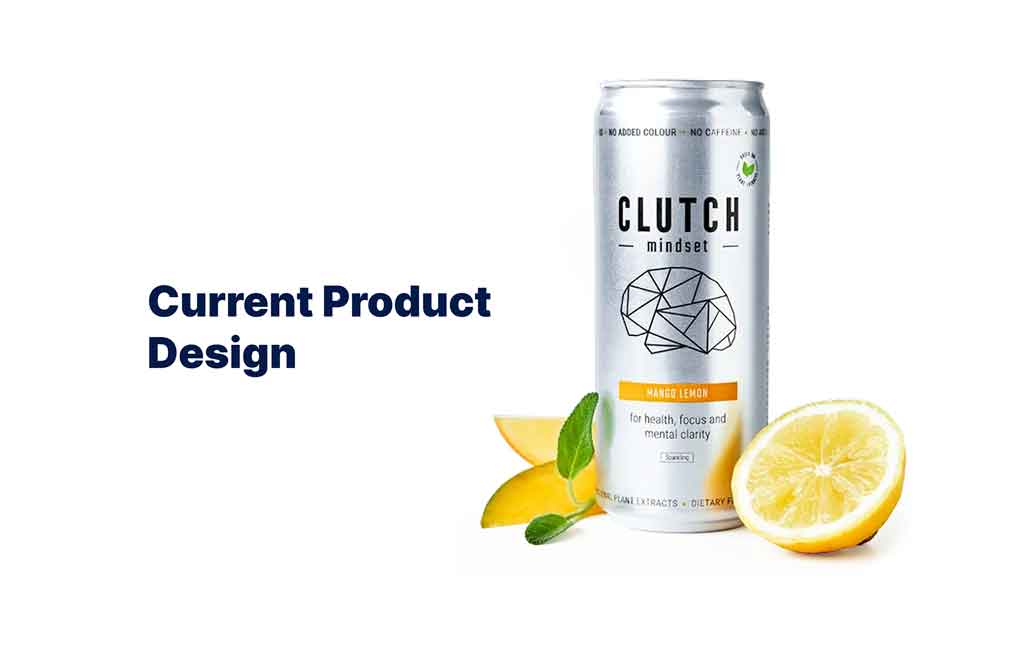 Current Product
Design
NO ADDED COLOUR • NO CAFFEINE • NO
CLUTCH
mindset
MANGO LEMON
for health, focus and
mental clarity
Sparkling
PLANT EXTRACTS • DIETARY